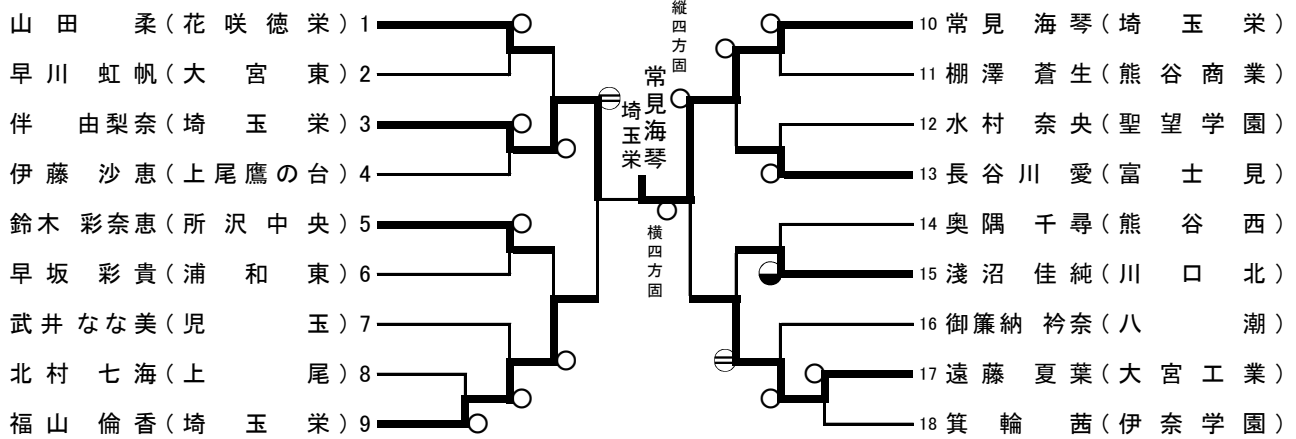 山田 柔(花咲徳栄) 1
早川 虹帆(大宮東) 2
伴 由梨奈(埼玉栄) 3
伊藤 沙恵(上尾鷹の台) 4
鈴木 彩奈恵(所沢中央) 5
早坂 彩貴(浦和東) 6
武井 なな美(児玉) 7
北村 七海(上尾) 8
福山 倫香(埼玉栄) 9
縦四方固
常見海琴
埼玉栄
横四方固
10 常見 海琴(埼玉栄)
11 棚澤 蒼生(熊谷商業)
12 水村 奈央(聖望学園)
13 長谷川 愛(富士見)
14 奥隅 千尋(熊谷西)
15 淺沼 佳純(川口北)
16 御簾納 衿奈(八潮)
17 遠藤 夏葉(大宮工業)
18 箕輪 茜(伊奈学園)